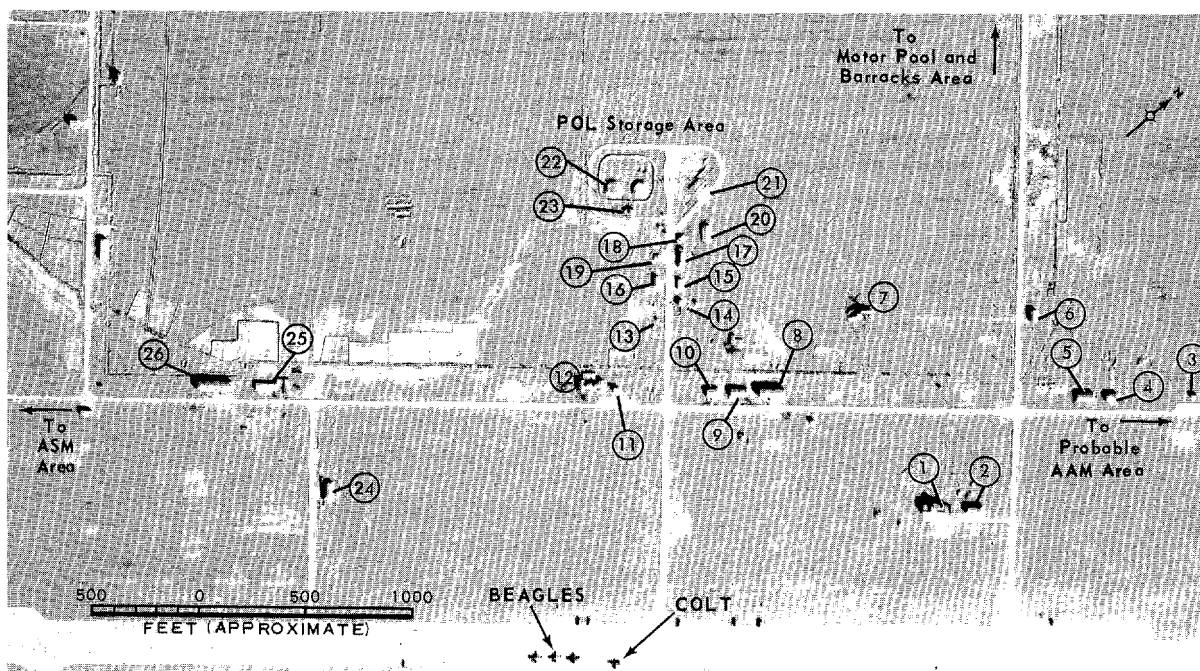 To
Motor Pool and
Barracks Area
N
POL Storage Area
22
21
23
20
18
17
19
16
15
7
14
13
6
8
10
25
26
12
5
3
4
To
ASM
Area
11
9
To
Probable
AAM Area
1
2
24
500 0 500 1000
FEET (APPROXIMATE)
BEAGLES
COLT